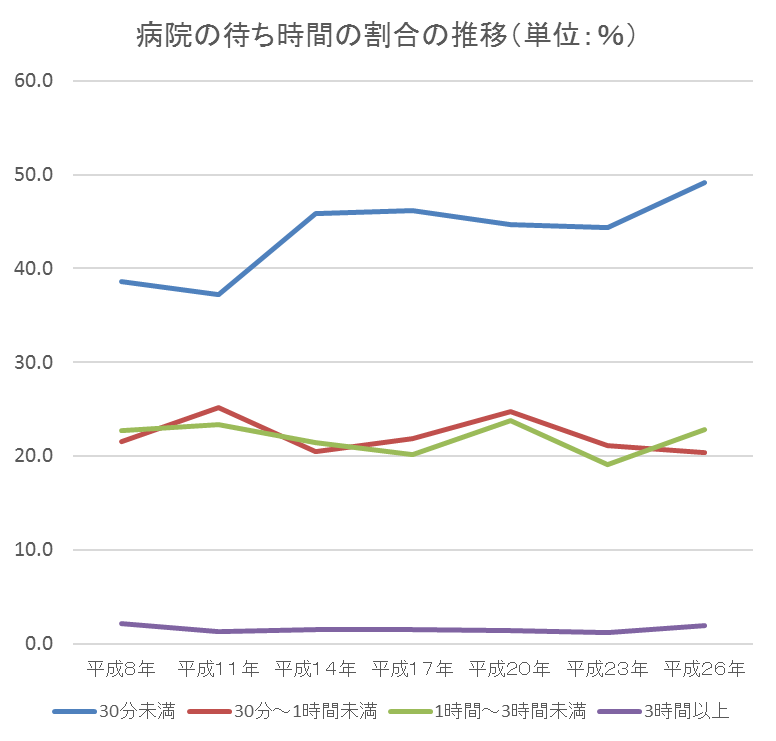 病院の待ち時間の割合の推移（単位：％）
60.0
50.0
40.0
30.0
20.0
10.0
0.0
平成8年 平成11年 平成14年 平成17年 平成20年 平成23年 平成26年
30分未満 30分～1時間未満 1時間～3時間未満 3時間以上